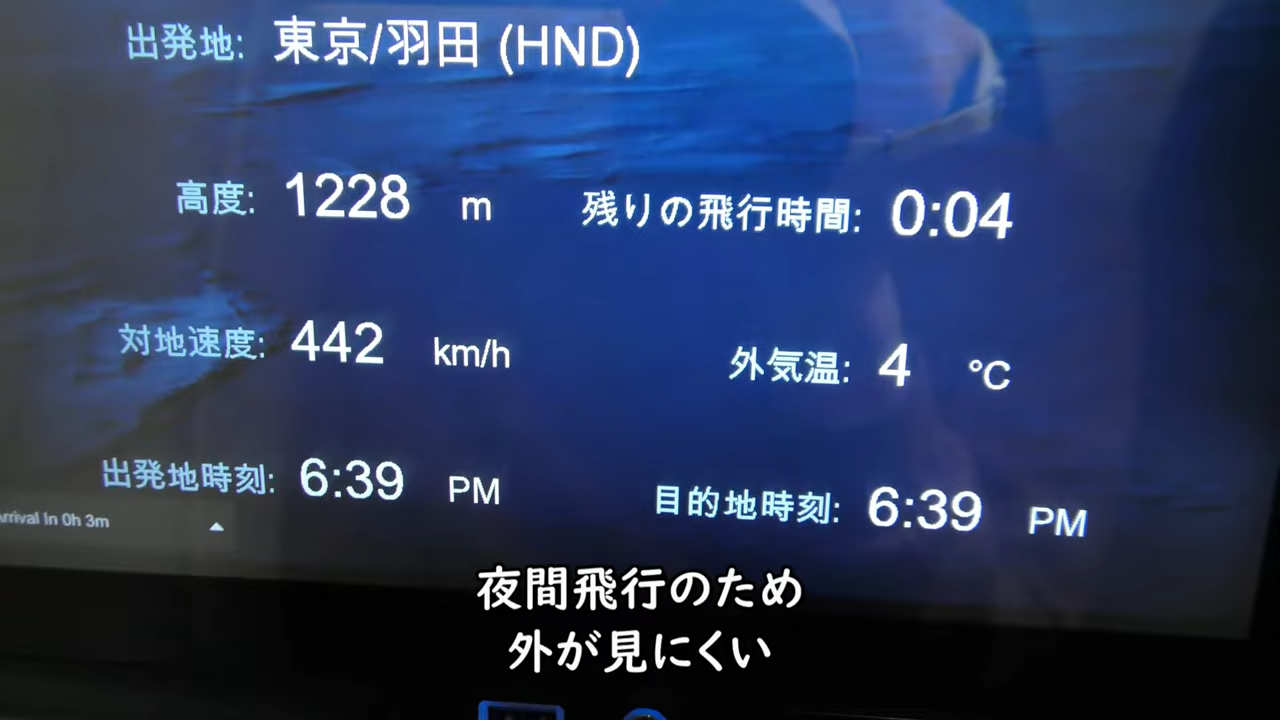 出発地: 東京/羽田 (HND)
高度: 1228 m 残りの飛行時間: 0:04
対地速度: 442 km/h 外気温: 4 °C
出発地時刻: 6:39 PM 目的地時刻: 6:39 PM
Arrival In 0h 3m
夜間飛行のため
外が見にくい